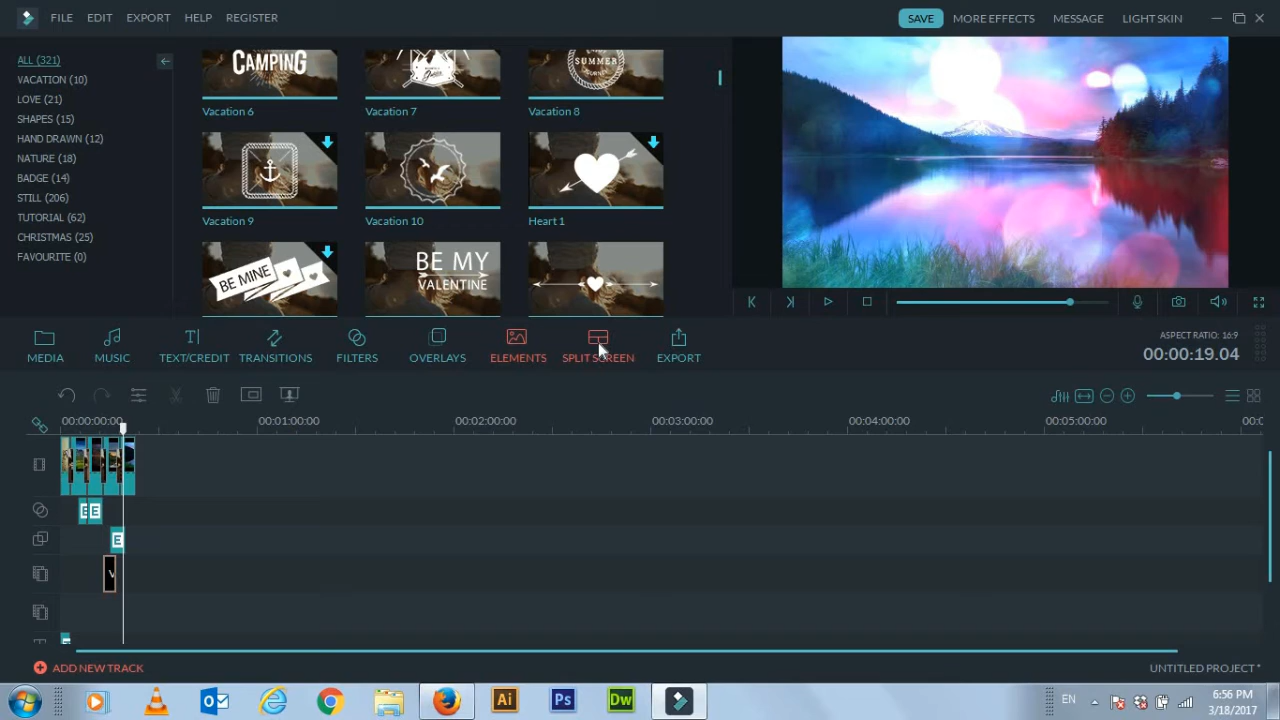 FILE EDIT EXPORT HELP REGISTER SAVE MORE EFFECTS MESSAGE LIGHT SKIN
ALL (321)
VACATION (10)
LOVE (21)
SHAPES (15)
HAND DRAWN (12)
NATURE (18)
BADGE (14)
STILL (206)
TUTORIAL (62)
CHRISTMAS (25)
FAVOURITE (0)
CAMPING
SUMMER
Vacation 6 Vacation 7 Vacation 8
Vacation 9 Vacation 10 Heart 1
BE MINE
BE MY
VALENTINE
MEDIA MUSIC TEXT/CREDIT TRANSITIONS FILTERS OVERLAYS ELEMENTS SPLIT SCREEN EXPORT
ASPECT RATIO: 16:9
00:00:19.04
00:00:00:00 00:01:00:00 00:02:00:00 00:03:00:00 00:04:00:00 00:05:00:00 00:0
E E
E
V
ADD NEW TRACK
UNTITLED PROJECT *
Ai Ps Dw
EN
6:56 PM
3/18/2017